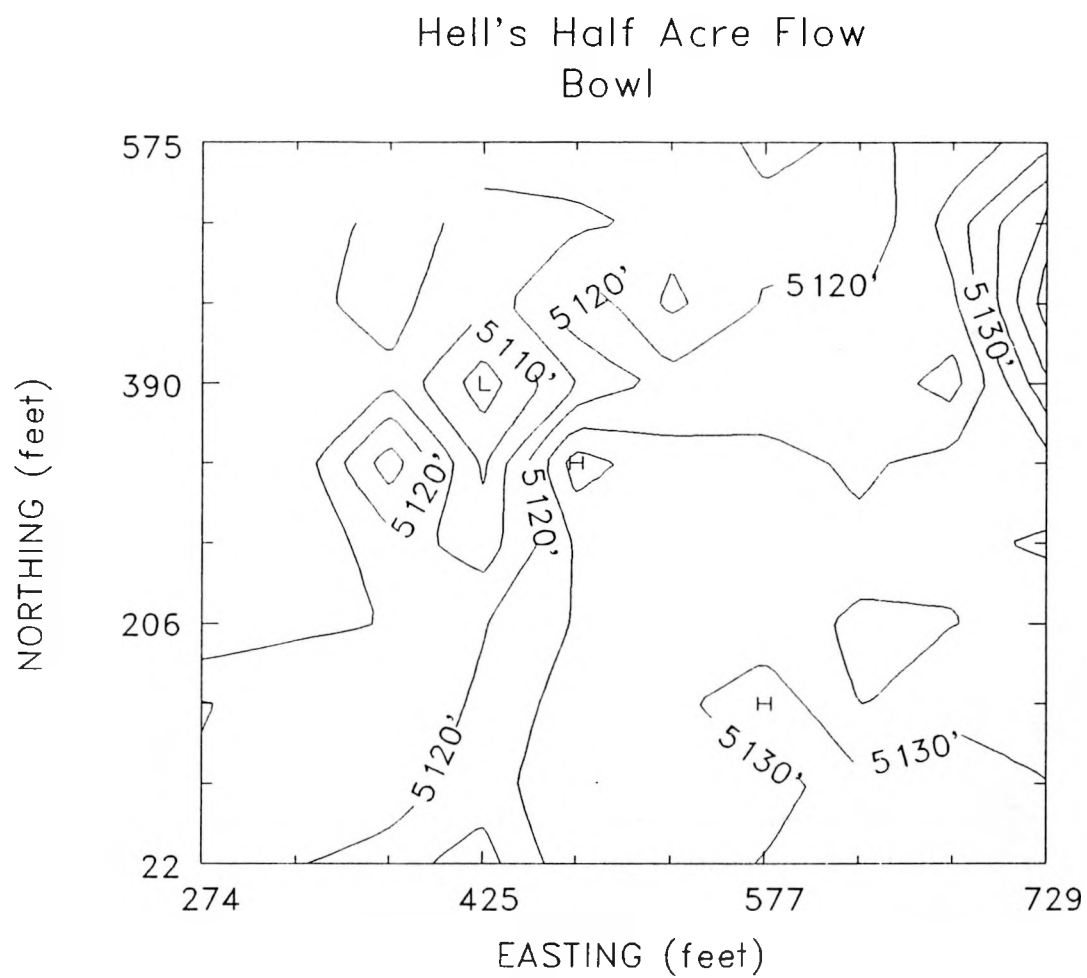 Hell's Half Acre Flow
Bowl
575
5120'
5120'
5130'
5110'
L
390
NORTHING (feet)
H
5120'
5120'
206
H
5120'
5130'
5130'
22
274
425
577
729
EASTING (feet)